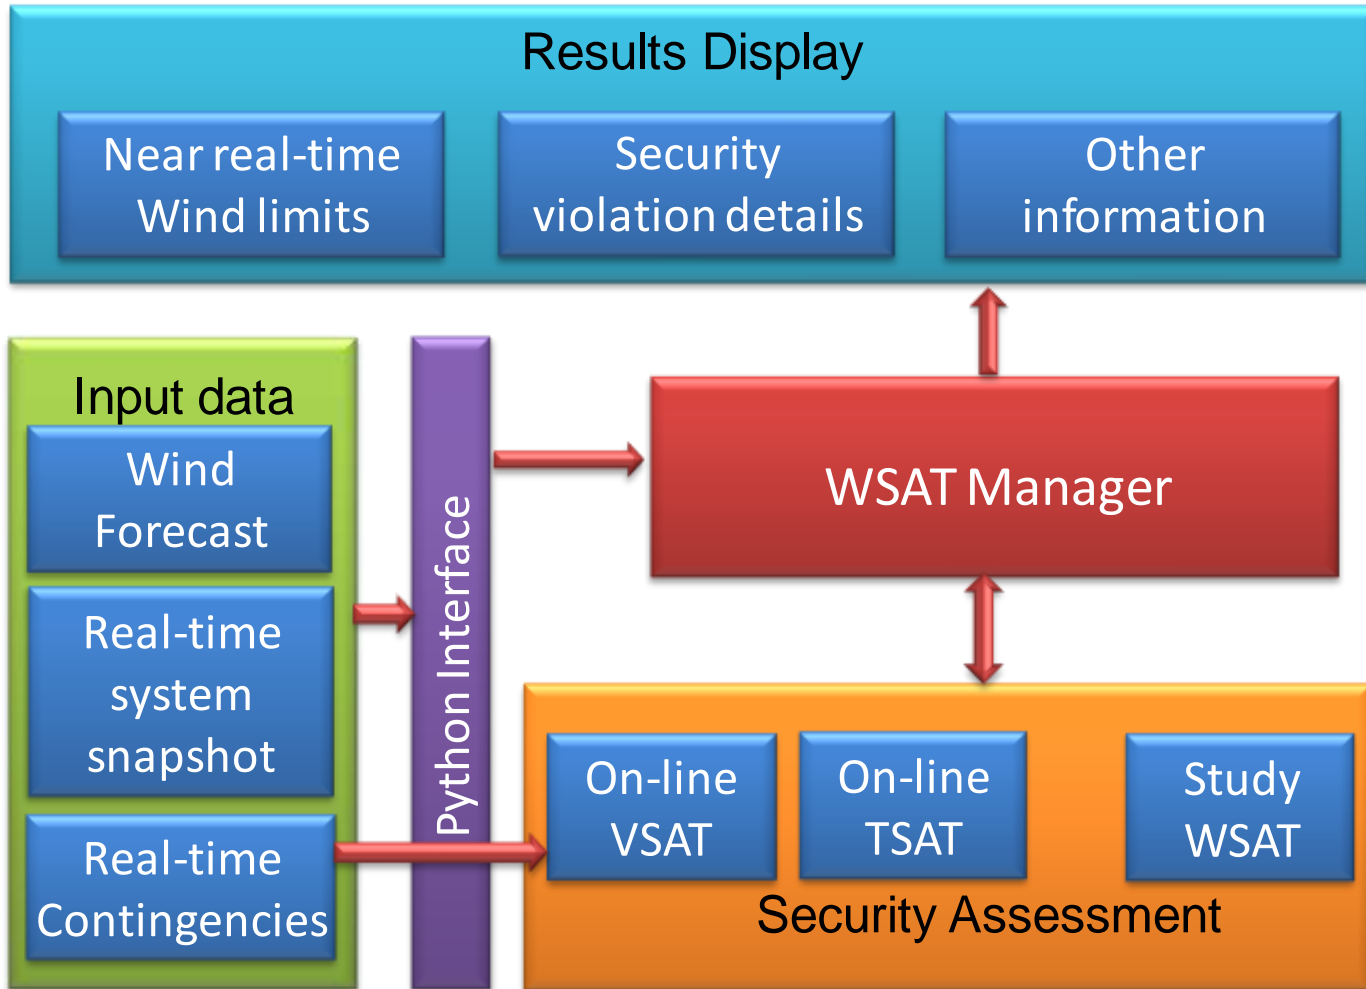 Results Display
Near real-time
Wind limits
Security
violation details
Other
information
Input data
Wind
Forecast
Real-time
system
snapshot
Real-time
Contingencies
Python Interface
WSAT Manager
On-line
VSAT
On-line
TSAT
Study
WSAT
Security Assessment